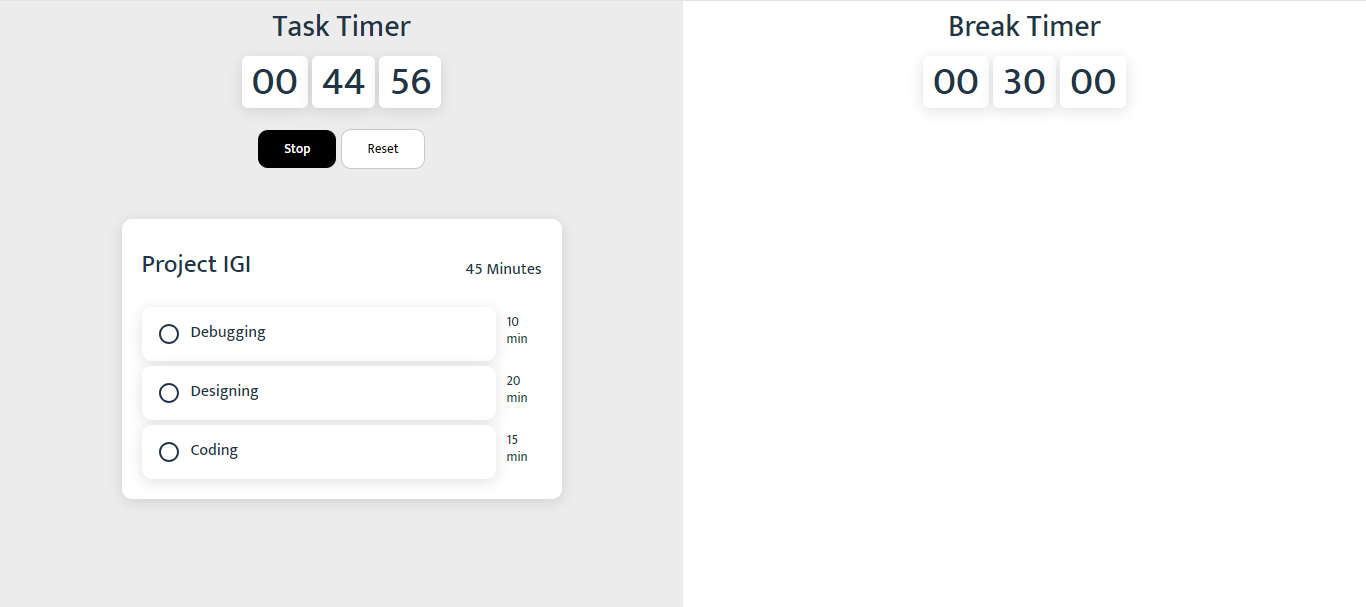 Task Timer
00 44 56
Stop Reset
Project IGI
45 Minutes
Debugging
10
min
Designing
20
min
Coding
15
min
Break Timer
00 30 00